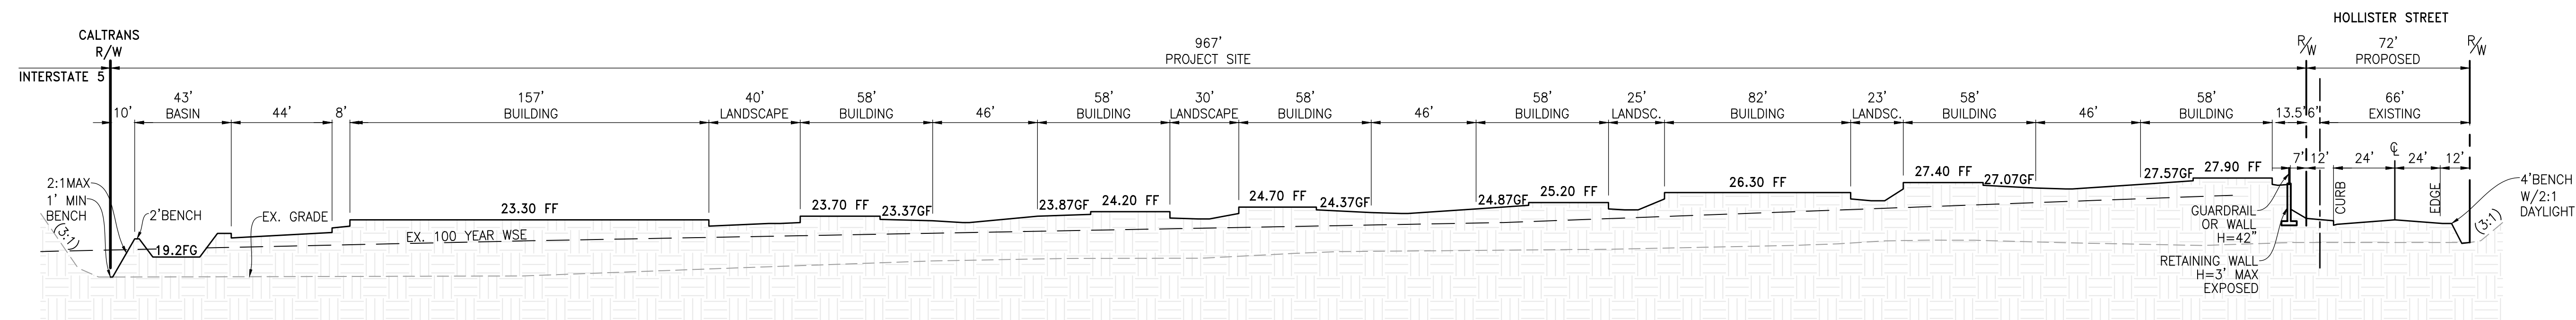 HOLLISTER STREET
CALTRANS
R/W
INTERSTATE 5
967'
PROJECT SITE
R/W
72'
PROPOSED
R/W
10'
43'
BASIN
44'
8'
157'
BUILDING
40'
LANDSCAPE
58'
BUILDING
46'
58'
BUILDING
30'
LANDSCAPE
58'
BUILDING
46'
58'
BUILDING
25'
LANDSC.
82'
BUILDING
23'
LANDSC.
58'
BUILDING
46'
58'
BUILDING
13.5'
6'
66'
EXISTING
7'
12'
24'
℄
24'
12'
2:1MAX
1' MIN
BENCH
(3:1)
2'BENCH
19.2FG
EX. GRADE
23.30 FF
EX. 100 YEAR WSE
23.70 FF
23.37GF
23.87GF
24.20 FF
24.70 FF
24.37GF
24.87GF
25.20 FF
26.30 FF
27.40 FF
27.07GF
27.57GF
27.90 FF
GUARDRAIL
OR WALL
H=42"
RETAINING WALL
H=3' MAX
EXPOSED
CURB
EDGE
(3:1)
4'BENCH
W/2:1
DAYLIGHT